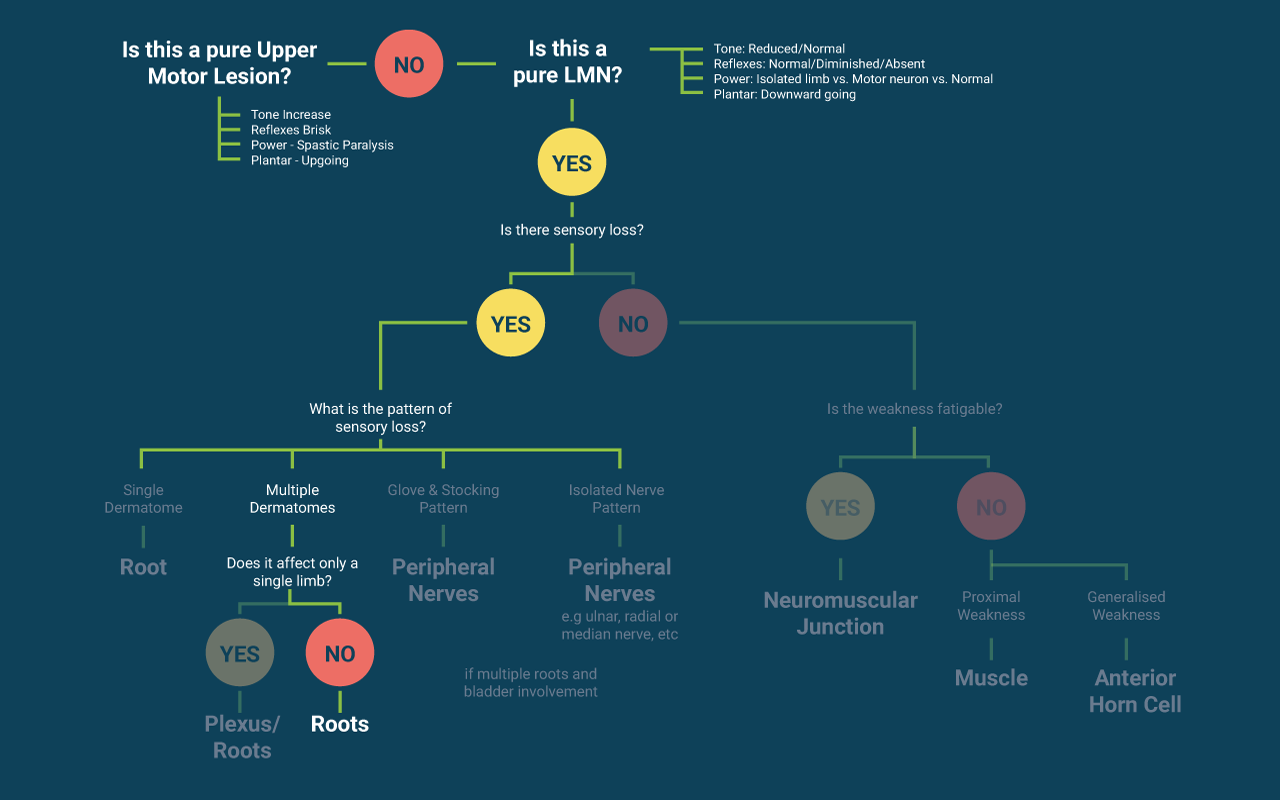 Is this a pure Upper
Motor Lesion?
NO
Is this a
pure LMN?
Tone: Reduced/Normal
Reflexes: Normal/Diminished/Absent
Power: Isolated limb vs. Motor neuron vs. Normal
Plantar: Downward going
Tone Increase
Reflexes Brisk
Power - Spastic Paralysis
Plantar - Upgoing
YES
Is there sensory loss?
YES
NO
What is the pattern of
sensory loss?
Is the weakness fatigable?
Single
Dermatome
Multiple
Dermatomes
Glove & Stocking
Pattern
Isolated Nerve
Pattern
YES
NO
Root
Does it affect only a
single limb?
Peripheral
Nerves
Peripheral
Nerves
e.g ulnar, radial or
median nerve, etc
Neuromuscular
Junction
Proximal
Weakness
Generalised
Weakness
YES
NO
if multiple roots and
bladder involvement
Muscle
Anterior
Horn Cell
Plexus/
Roots
Roots